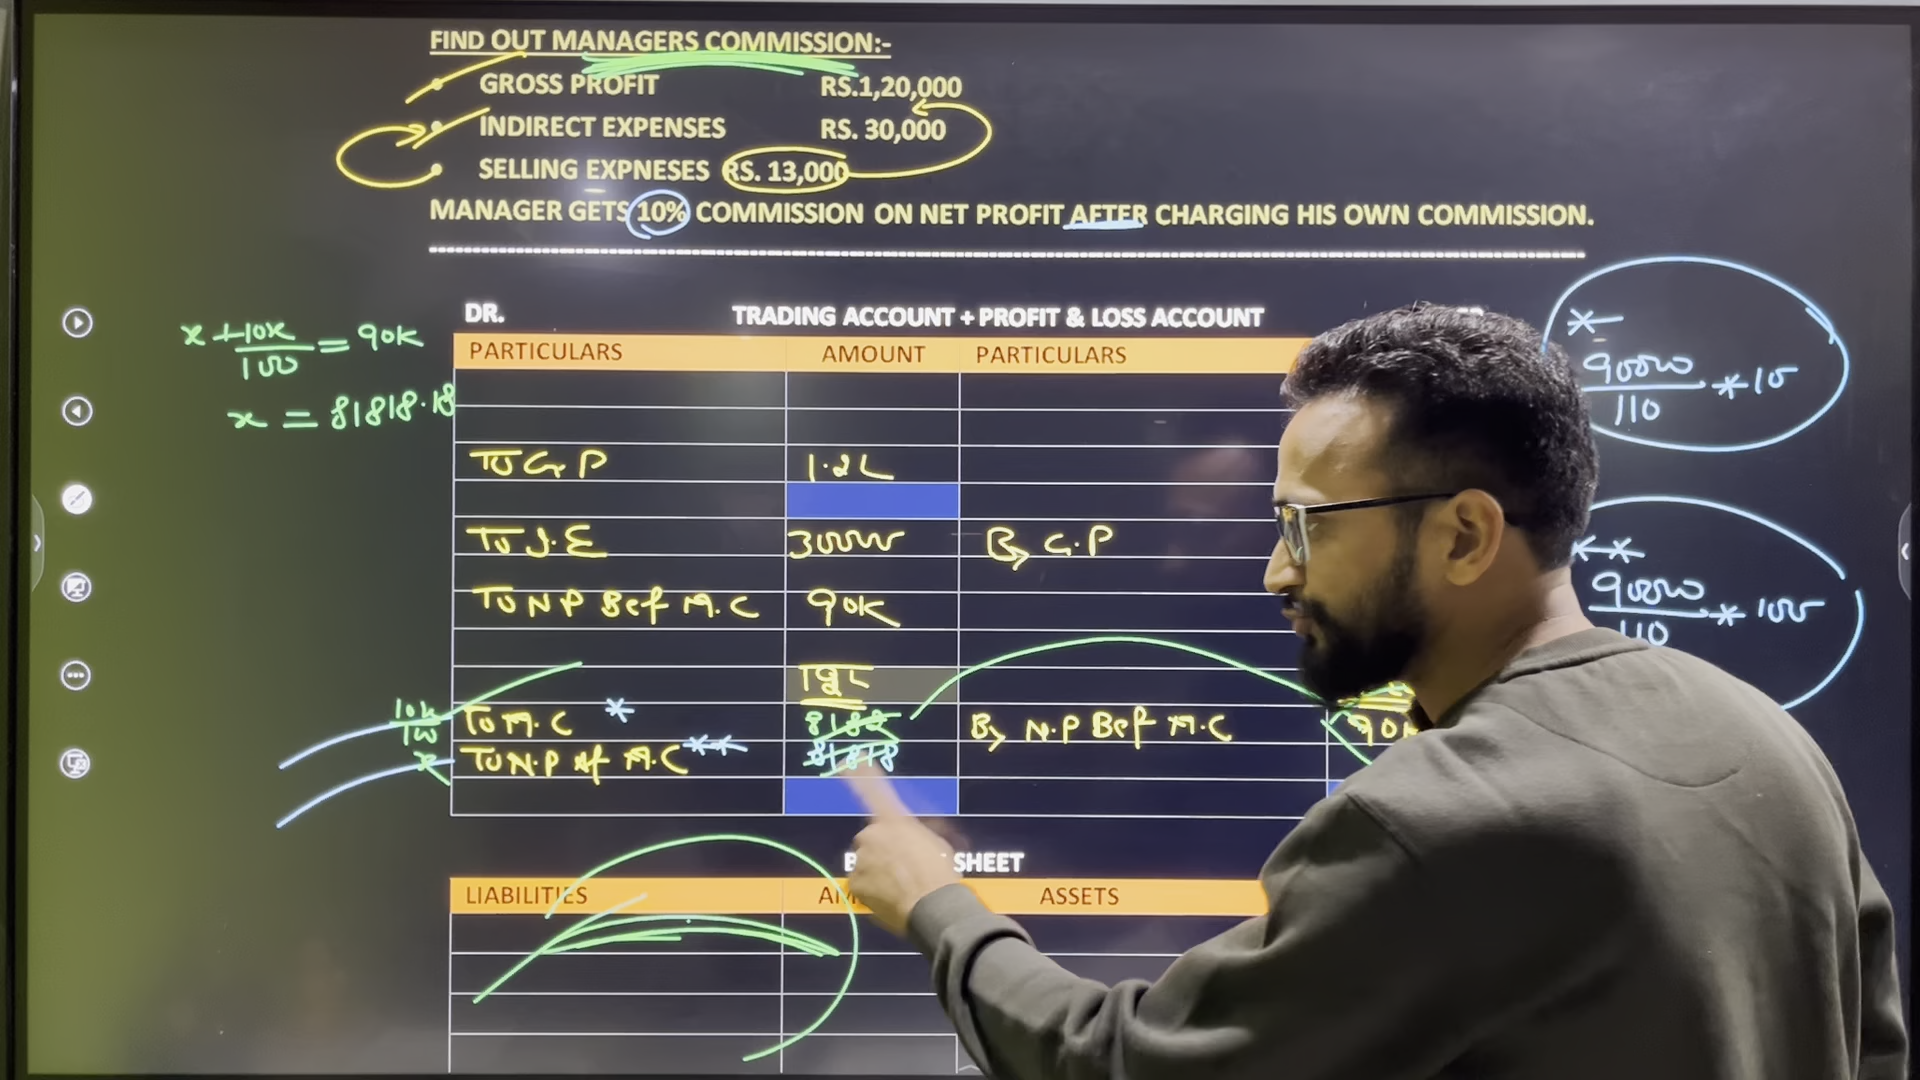 FIND OUT MANAGERS COMMISSION:-
GROSS PROFIT RS.1,20,000
INDIRECT EXPENSES RS. 30,000
SELLING EXPNESES RS. 13,000
MANAGER GETS 10% COMMISSION ON NET PROFIT AFTER CHARGING HIS OWN COMMISSION.
DR. TRADING ACCOUNT + PROFIT & LOSS ACCOUNT
PARTICULARS AMOUNT PARTICULARS
x + 10x/100 = 90K
x = 81818.18
* 90000/110 * 10
To G P 1.2L
To I.E 30000 By G.P
To N P Bef M.C 90K
** 90000/110 * 100
10x/100 To M.C * By N.P Bef M.C
x To N.P Af M.C ** 81818
SHEET
LIABILITIES ASSETS